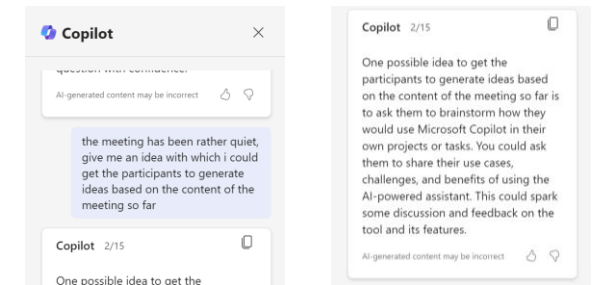 Copilot
question with confidence.
AI-generated content may be incorrect
the meeting has been rather quiet,
give me an idea with which i could
get the participants to generate
ideas based on the content of the
meeting so far
Copilot 2/15
One possible idea to get the
Copilot 2/15
One possible idea to get the
participants to generate ideas based
on the content of the meeting so far is
to ask them to brainstorm how they
would use Microsoft Copilot in their
own projects or tasks. You could ask
them to share their use cases,
challenges, and benefits of using the
AI-powered assistant. This could spark
some discussion and feedback on the
tool and its features.
AI-generated content may be incorrect